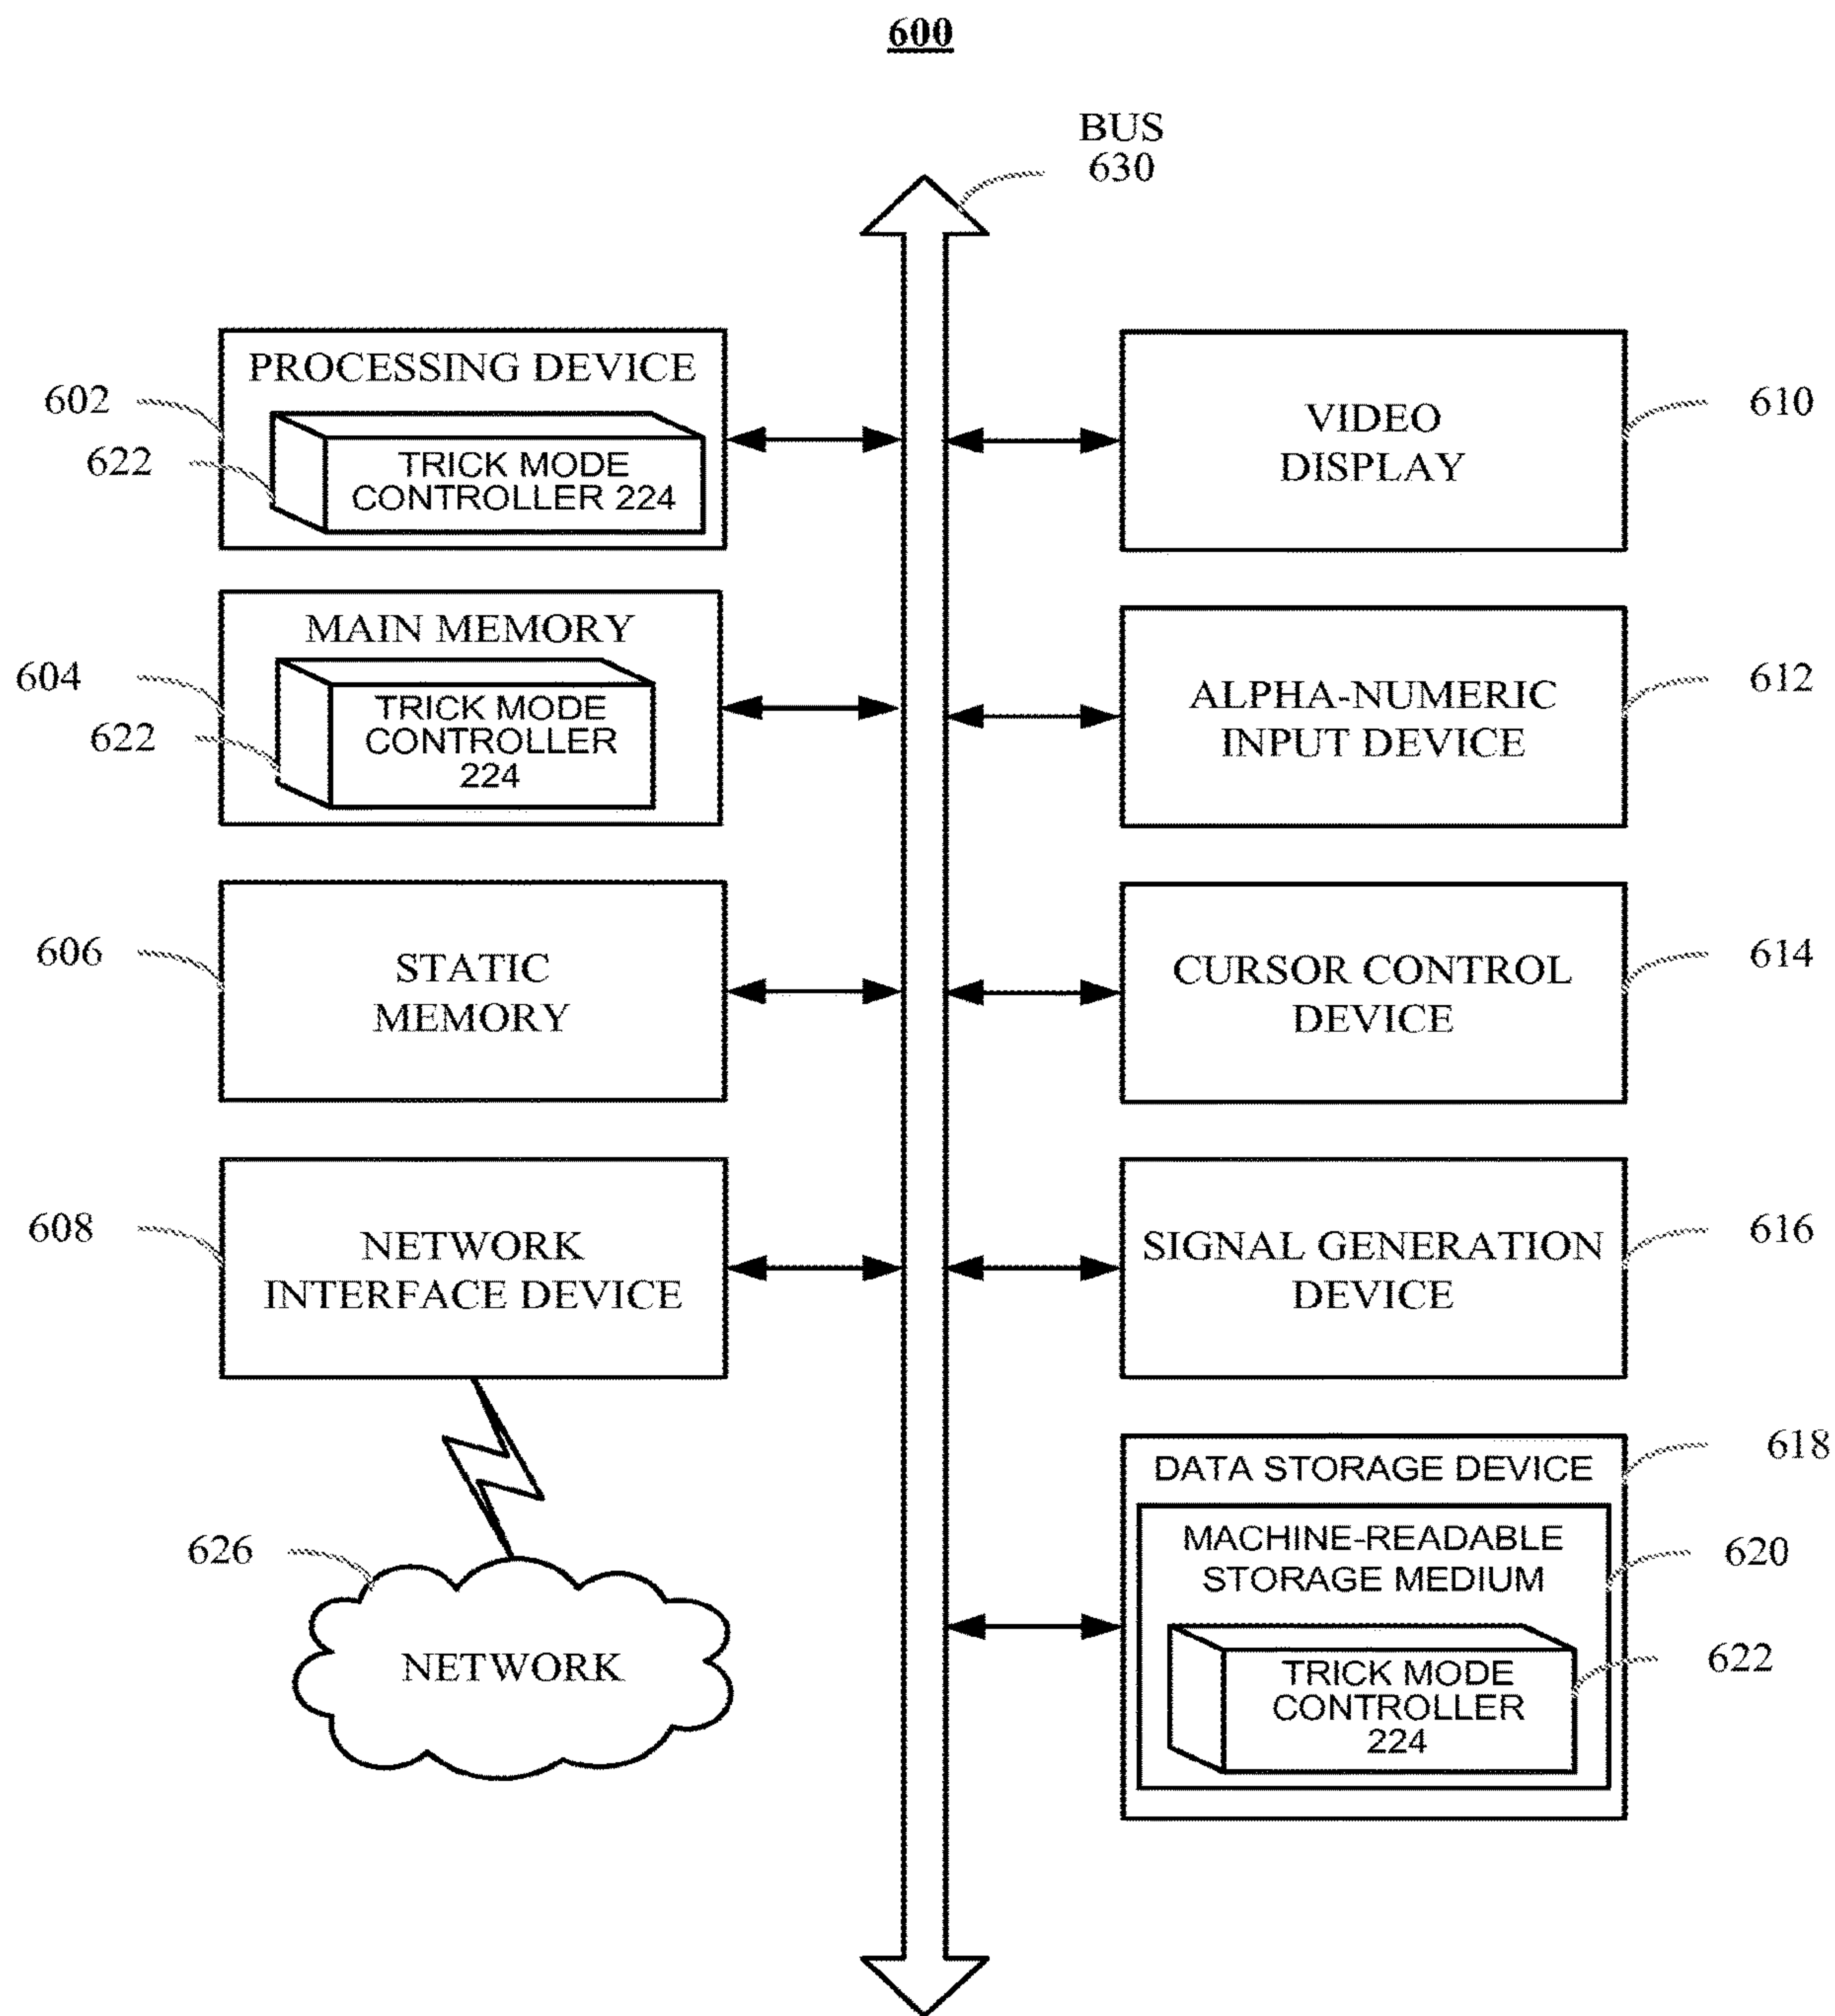 600
BUS
630
PROCESSING DEVICE
602
622
TRICK MODE
CONTROLLER 224
VIDEO
DISPLAY
610
MAIN MEMORY
604
622
TRICK MODE
CONTROLLER
224
ALPHA-NUMERIC
INPUT DEVICE
612
606
STATIC
MEMORY
CURSOR CONTROL
DEVICE
614
608
NETWORK
INTERFACE DEVICE
SIGNAL GENERATION
DEVICE
616
626
NETWORK
DATA STORAGE DEVICE
618
MACHINE-READABLE
STORAGE MEDIUM
620
TRICK MODE
CONTROLLER
224
622